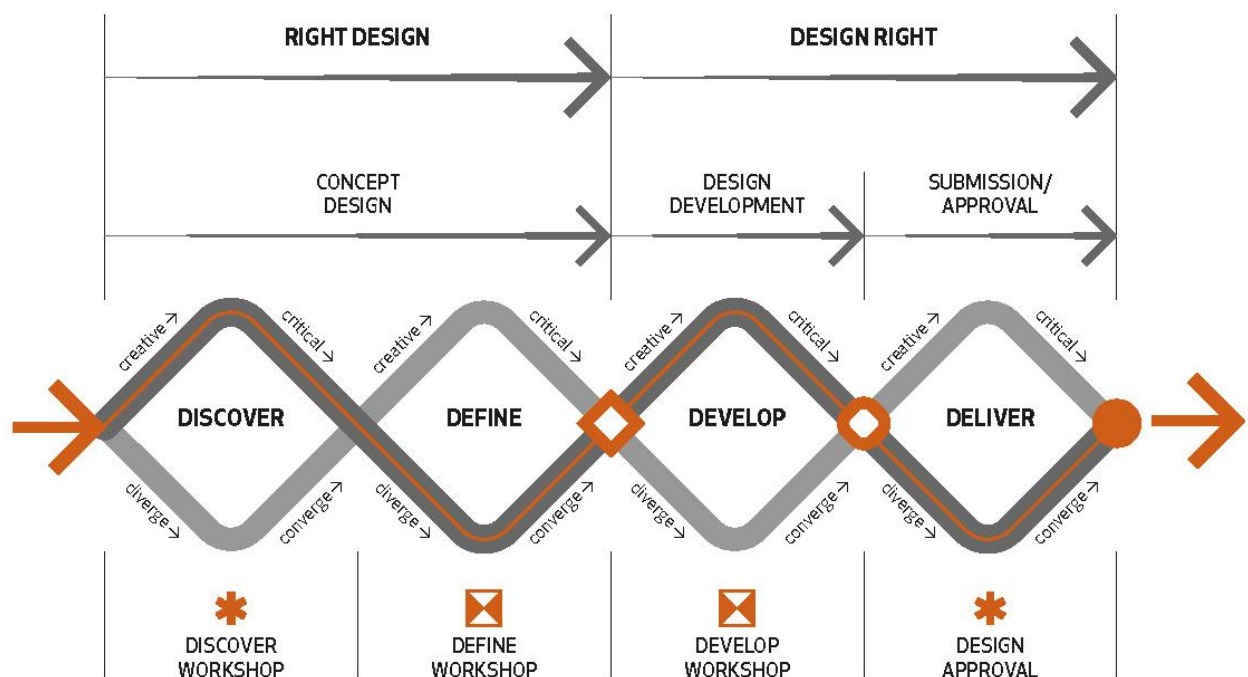 RIGHT DESIGN
DESIGN RIGHT
CONCEPT
DESIGN
DESIGN
DEVELOPMENT
SUBMISSION/
APPROVAL
creative →
critical →
creative →
critical →
creative →
critical →
creative →
critical →
DISCOVER
DEFINE
DEVELOP
DELIVER
diverge →
converge →
diverge →
converge →
diverge →
converge →
diverge →
converge →
DISCOVER
WORKSHOP
DEFINE
WORKSHOP
DEVELOP
WORKSHOP
DESIGN
APPROVAL